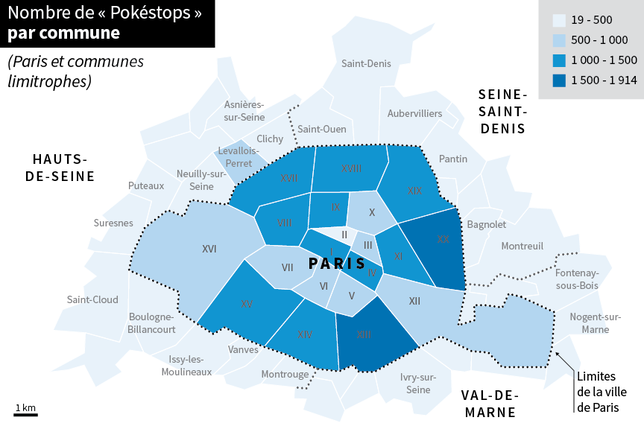 Nombre de « Pokéstops »
par commune
(Paris et communes
limitrophes)
19 - 500
500 - 1 000
1 000 - 1 500
1 500 - 1 914
Saint-Denis
SEINE-
SAINT-
DENIS
Asnières-
sur-Seine
Aubervilliers
Saint-Ouen
Clichy
Levallois-
Perret
Pantin
HAUTS-
DE-SEINE
Neuilly-sur-
Seine
Puteaux
XVII
XVIII
XIX
Suresnes
VIII
IX
X
Bagnolet
II
III
XX
Montreuil
XVI
I
XI
PARIS
VII
IV
Fontenay-
sous-Bois
VI
V
Saint-Cloud
XV
XII
Boulogne-
Billancourt
Nogent-sur-
Marne
XIV
XIII
Vanves
Issy-les-
Moulineaux
Montrouge
Ivry-sur-
Seine
VAL-DE-
MARNE
Limites
de la ville
de Paris
1 km